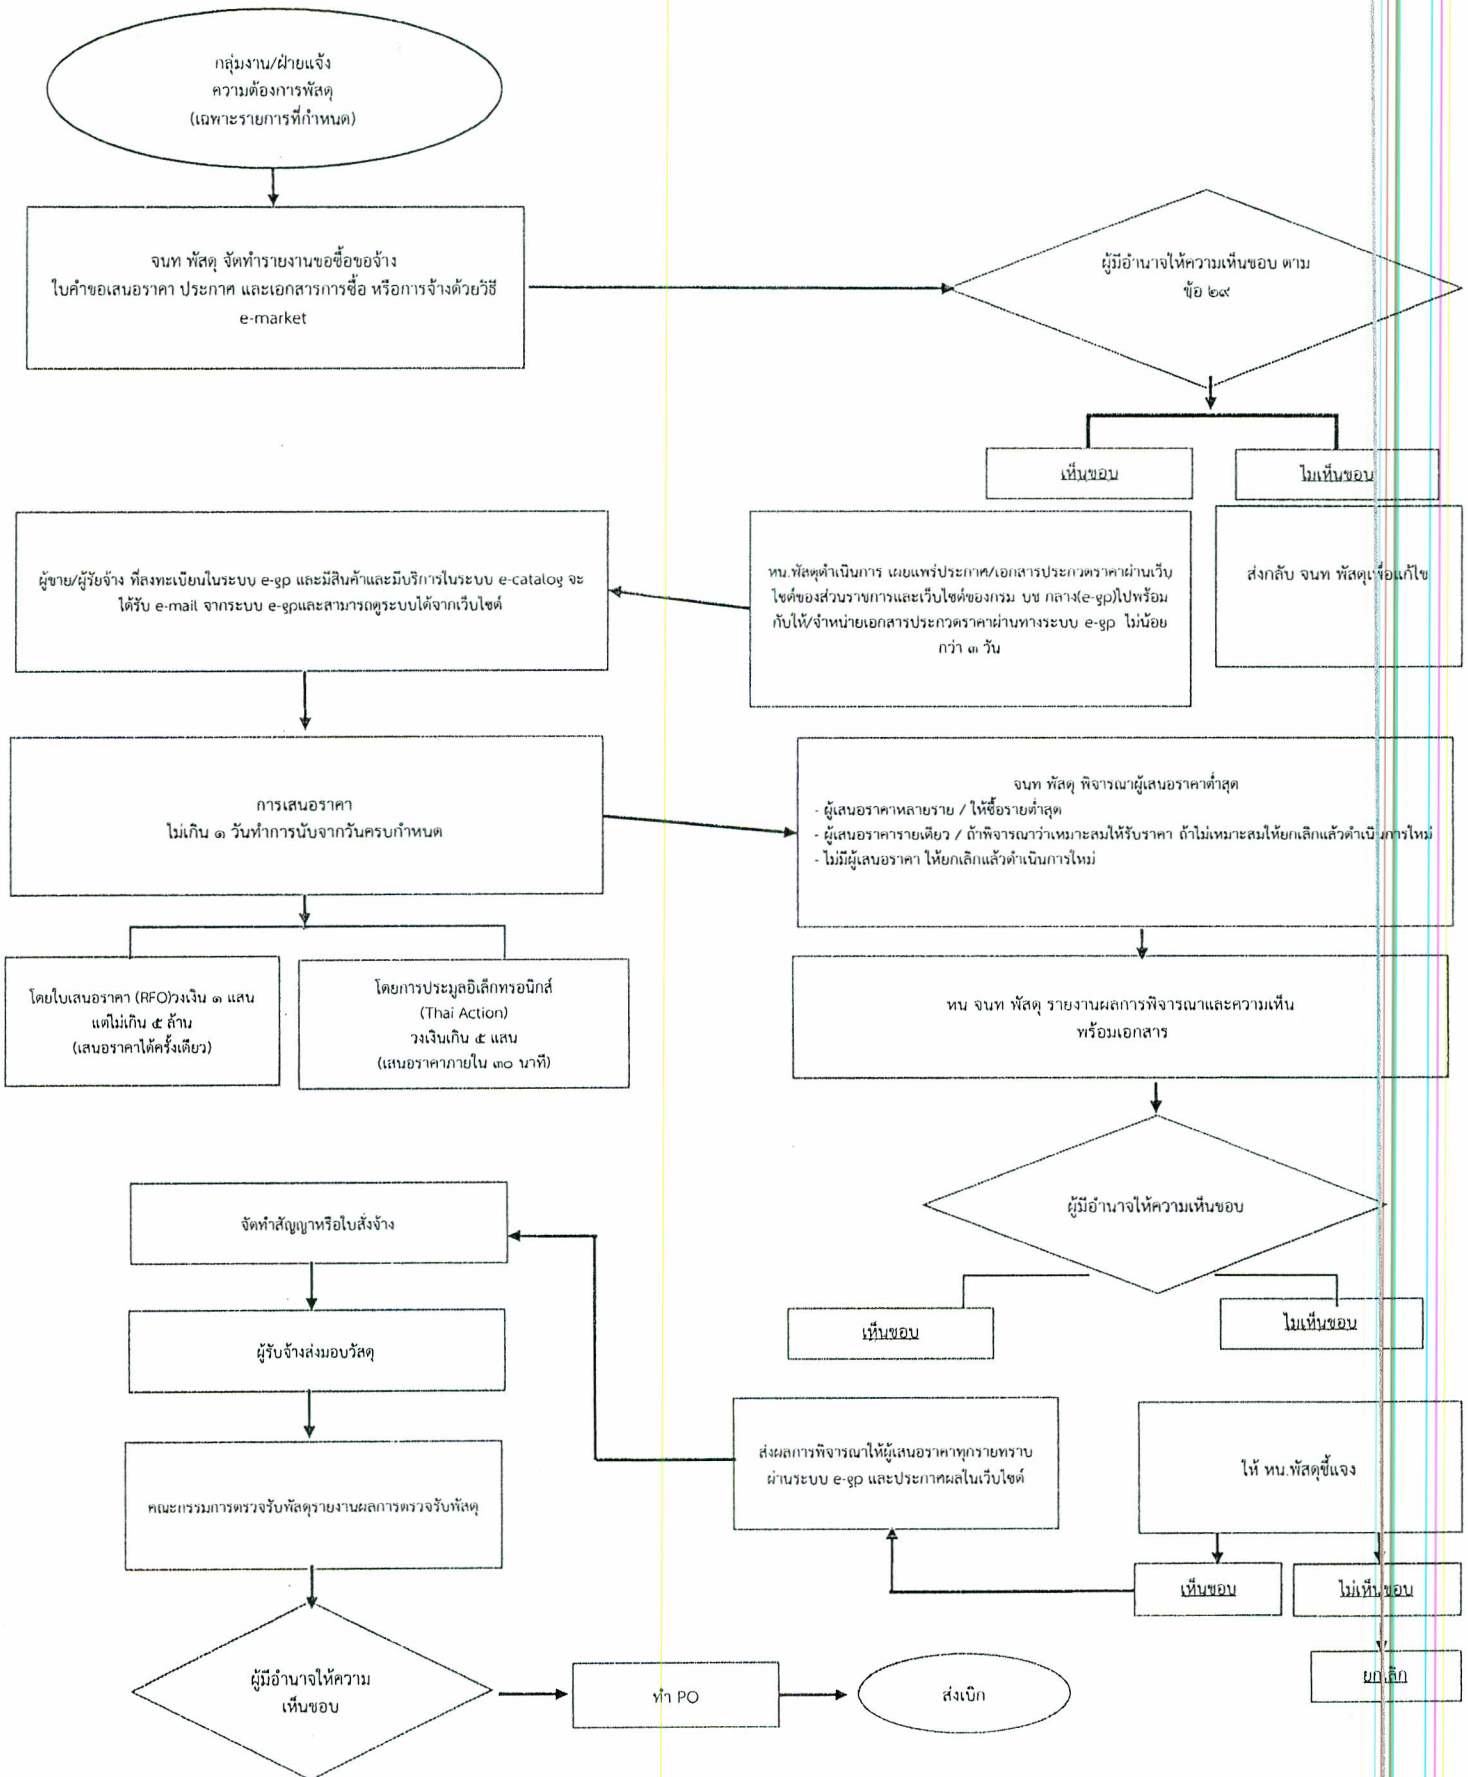 กลุ่มงาน/ฝ่ายแจ้ง
ความต้องการพัสดุ
(เฉพาะรายการที่กำหนด)
จนท พัสดุ จัดทำรายงานขอซื้อขอจ้าง
ใบคำขอเสนอราคา ประกาศ และเอกสารการซื้อ หรือการจ้างด้วยวิธี
e-market
ผู้มีอำนาจให้ความเห็นชอบ ตาม
ข้อ ๒๙
เห็นชอบ
ไมเห็นชอบ
ผู้ขาย/ผู้รัยจ้าง ที่ลงทะเบียนในระบบ e-gp และมีสินค้าและมีบริการในระบบ e-catalog จะ
ได้รับ e-mail จากระบบ e-gpและสามารถดูระบบได้จากเว็บไซต์
หน.พัสดุดำเนินการ เผยแพร่ประกาศ/เอกสารประกวดราคาผ่านเว็บ
ไซต์ของส่วนราชการและเว็บไซต์ของกรม บช กลาง(e-gp)ไปพร้อม
กับให้/จำหน่ายเอกสารประกวดราคาผ่านทางระบบ e-gp ไม่น้อย
กว่า ๓ วัน
ส่งกลับ จนท พัสดุเพื่อแก้ไข
การเสนอราคา
ไม่เกิน ๑ วันทำการนับจากวันครบกำหนด
จนท พัสดุ พิจารณาผู้เสนอราคาต่ำสุด
- ผู้เสนอราคาหลายราย / ให้ซื้อรายต่ำสุด
- ผู้เสนอราคารายเดียว / ถ้าพิจารณาว่าเหมาะสมให้รับราคา ถ้าไม่เหมาะสมให้ยกเลิกแล้วดำเนินการใหม่
- ไม่มีผู้เสนอราคา ให้ยกเลิกแล้วดำเนินการใหม่
โดยใบเสนอราคา (RFO)วงเงิน ๑ แสน
แต่ไม่เกิน ๕ ล้าน
(เสนอราคาได้ครั้งเดียว)
โดยการประมูลอิเล็กทรอนิกส์
(Thai Action)
วงเงินเกิน ๕ แสน
(เสนอราคาภายใน ๓๐ นาที)
หน จนท พัสดุ รายงานผลการพิจารณาและความเห็น
พร้อมเอกสาร
ผู้มีอำนาจให้ความเห็นชอบ
จัดทำสัญญาหรือใบสั่งจ้าง
เห็นชอบ
ไมเห็นชอบ
ผู้รับจ้างส่งมอบวัสดุ
ส่งผลการพิจารณาให้ผู้เสนอราคาทุกรายทราบ
ผ่านระบบ e-gp และประกาศผลในเว็บไซต์
ให้ หน.พัสดุชี้แจง
คณะกรรมการตรวจรับพัสดุรายงานผลการตรวจรับพัสดุ
เห็นชอบ
ไม่เห็นชอบ
ยกเลิก
ผู้มีอำนาจให้ความ
เห็นชอบ
ทำ PO
ส่งเบิก